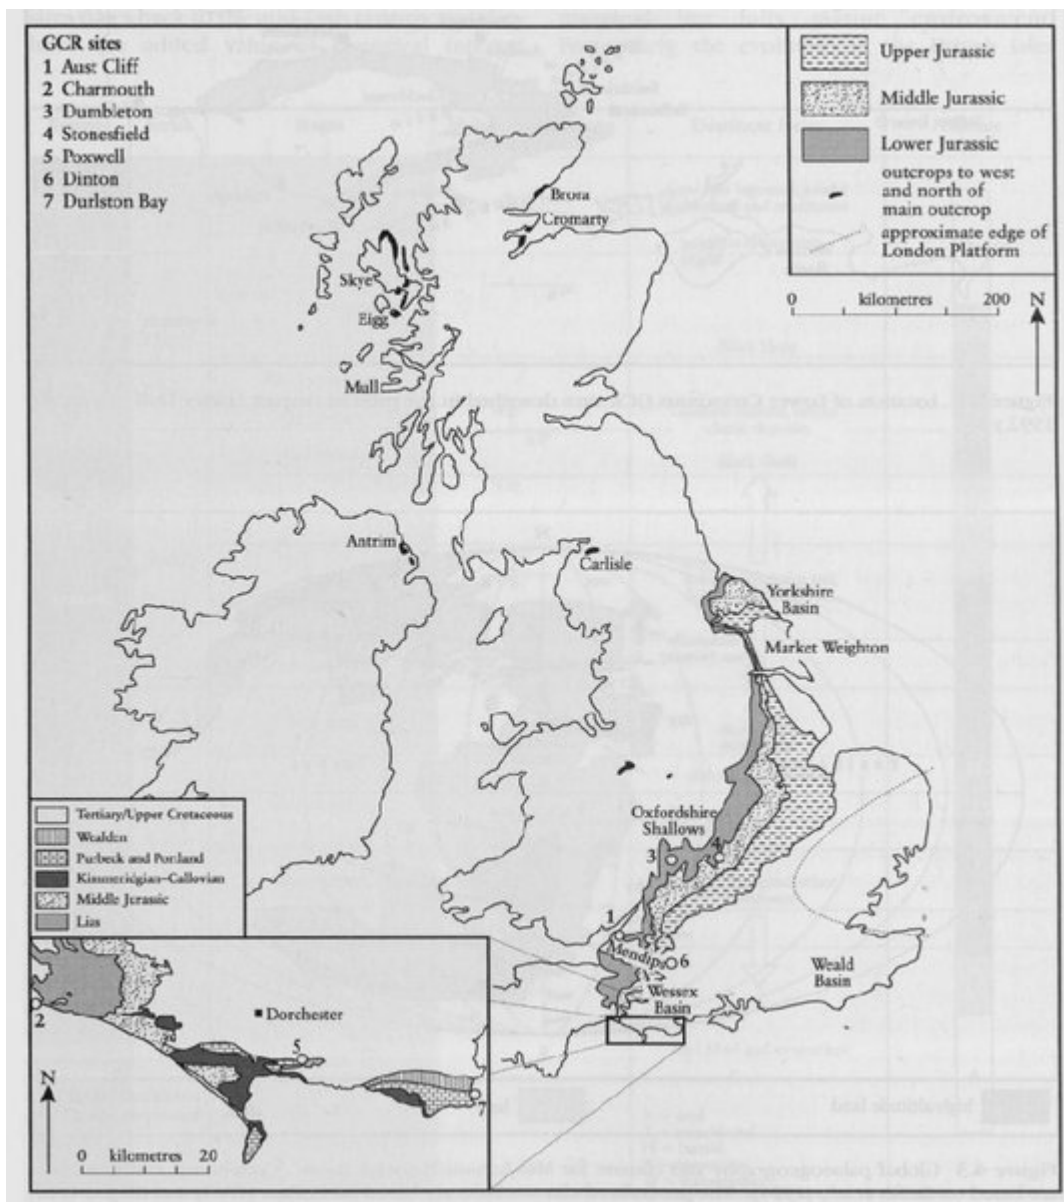 GCR sites
1 Aust Cliff
2 Charmouth
3 Dumbleton
4 Stonesfield
5 Poxwell
6 Dinton
7 Durlston Bay
Upper Jurassic
Middle Jurassic
Lower Jurassic
outcrops to west
and north of
main outcrop
approximate edge of
London Platform
0 kilometres 200
N
Brora
Cromarty
Skye
Eigg
Mull
Antrim
Carlisle
Yorkshire
Basin
Market Weighton
Oxfordshire
Shallows
3
4
1
Mendips
6
Wessex
Basin
Weald
Basin
Tertiary/Upper Cretaceous
Wealden
Purbeck and Portland
Kimmeridgian–Callovian
Middle Jurassic
Lias
2
Dorchester
5
7
N
0 kilometres 20